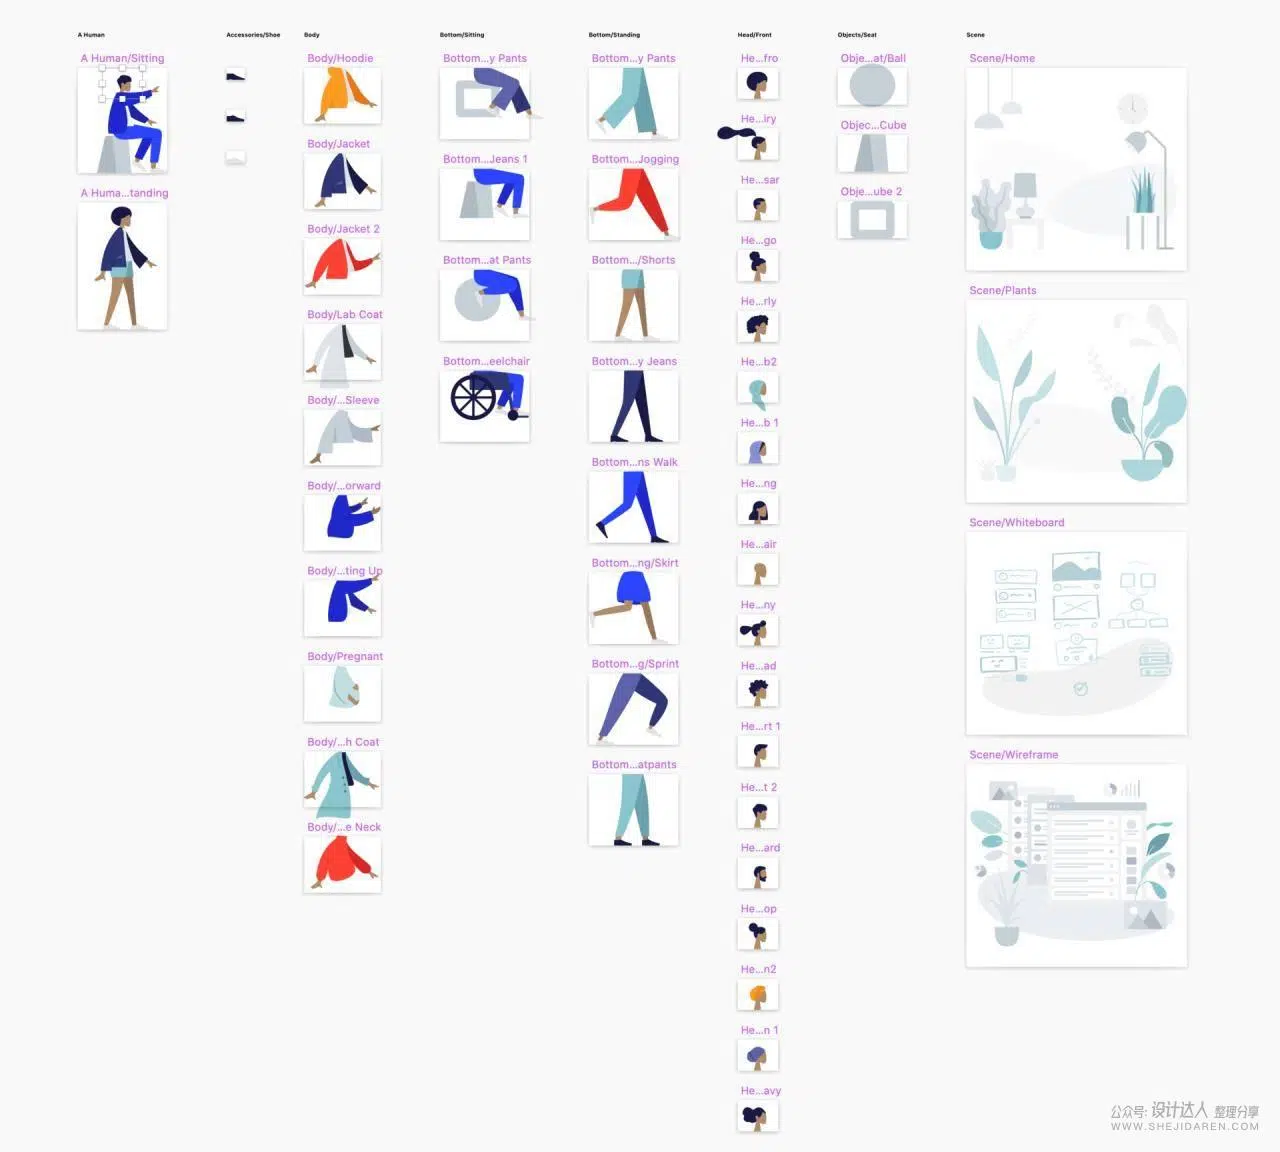 A Human
A Human/Sitting
A Huma...tanding
Accessories/Shoe
Body
Body/Hoodie
Body/Jacket
Body/Jacket 2
Body/Lab Coat
Body/...Sleeve
Body/...orward
Body/...ting Up
Body/Pregnant
Body/...h Coat
Body/...e Neck
Bottom/Sitting
Bottom...y Pants
Bottom...Jeans 1
Bottom...at Pants
Bottom...eelchair
Bottom/Standing
Bottom...y Pants
Bottom...Jogging
Bottom.../Shorts
Bottom...y Jeans
Bottom...ns Walk
Bottom...ng/Skirt
Bottom...g/Sprint
Bottom...atpants
Head/Front
He...fro
He...iry
He...sar
He...go
He...rly
He...b2
He...b 1
He...ng
He...air
He...ny
He...ad
He...rt 1
He...t 2
He...ard
He...op
He...n2
He...n 1
He...avy
Objects/Seat
Obje...at/Ball
Objec...Cube
Obje...ube 2
Scene
Scene/Home
Scene/Plants
Scene/Whiteboard
Scene/Wireframe
公众号: 设计达人 整理分享
WWW.SHEJIDAREN.COM